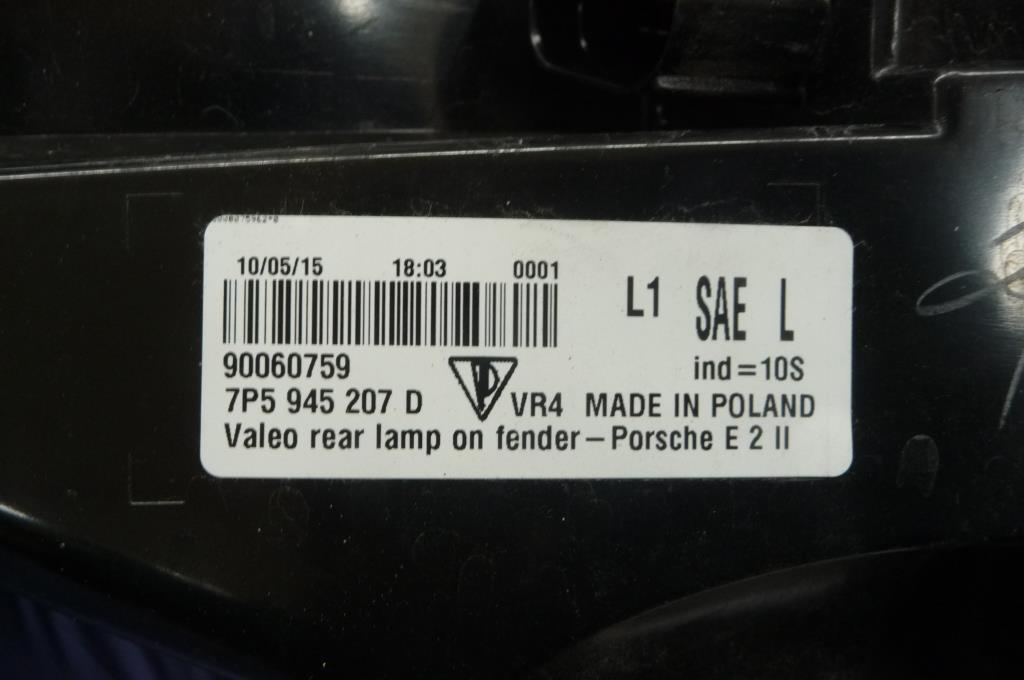 10/05/15 18:03 0001
L1 SAE L
90060759
ind=10S
7P5 945 207 D VR4 MADE IN POLAND
Valeo rear lamp on fender–Porsche E 2 II